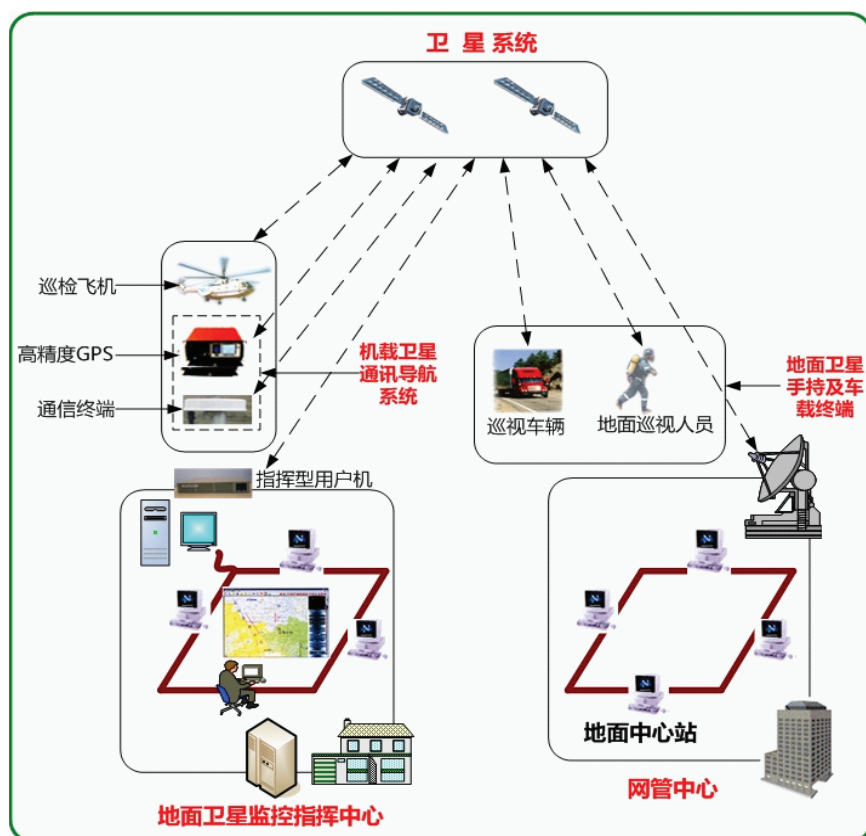 卫 星 系统
巡检飞机
高精度GPS
通信终端
机载卫星
通讯导航
系统
巡视车辆
地面巡视人员
地面卫星
手持及车
载终端
指挥型用户机
地面中心站
地面卫星监控指挥中心
网管中心